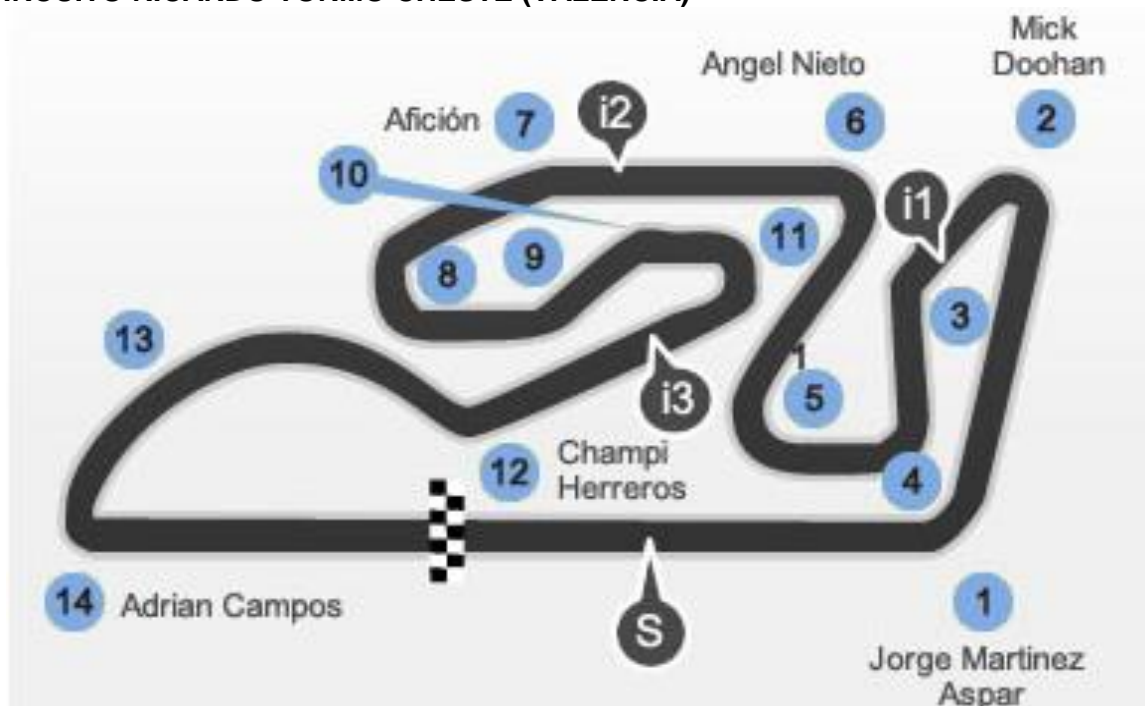 Mick
Doohan
Angel Nieto
Afición
7
i2
6
2
10
i1
11
8
9
3
13
1
i3
5
Champi
Herreros
12
4
14
Adrian Campos
S
1
Jorge Martinez
Aspar